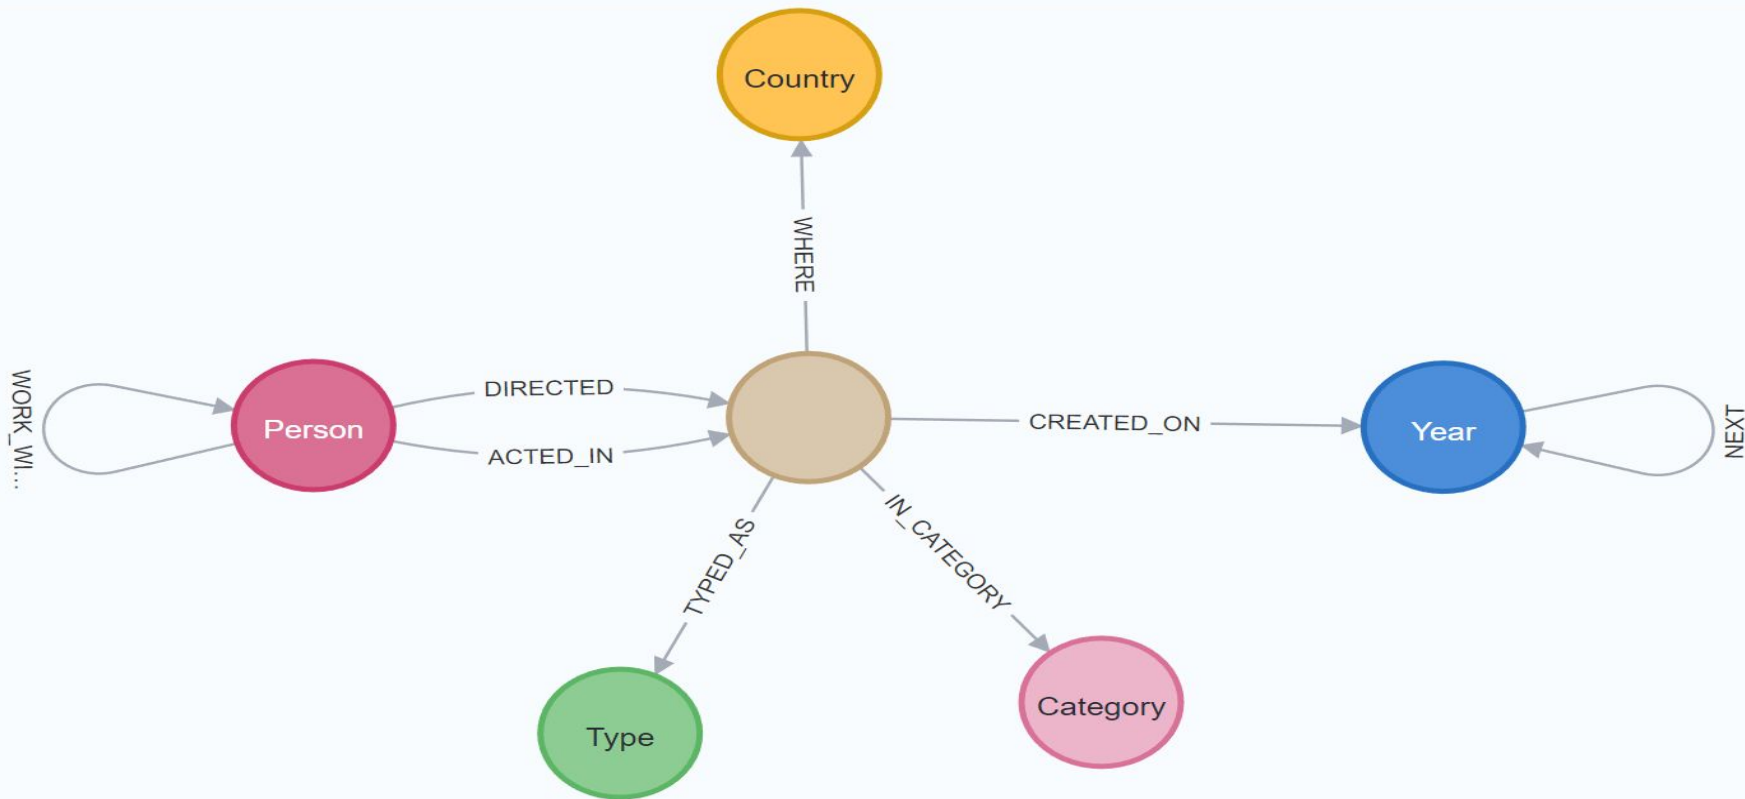 Country
WHERE
WORK_WI...
Person
DIRECTED
ACTED_IN
CREATED_ON
Year
NEXT
TYPED_AS
IN_CATEGORY
Type
Category